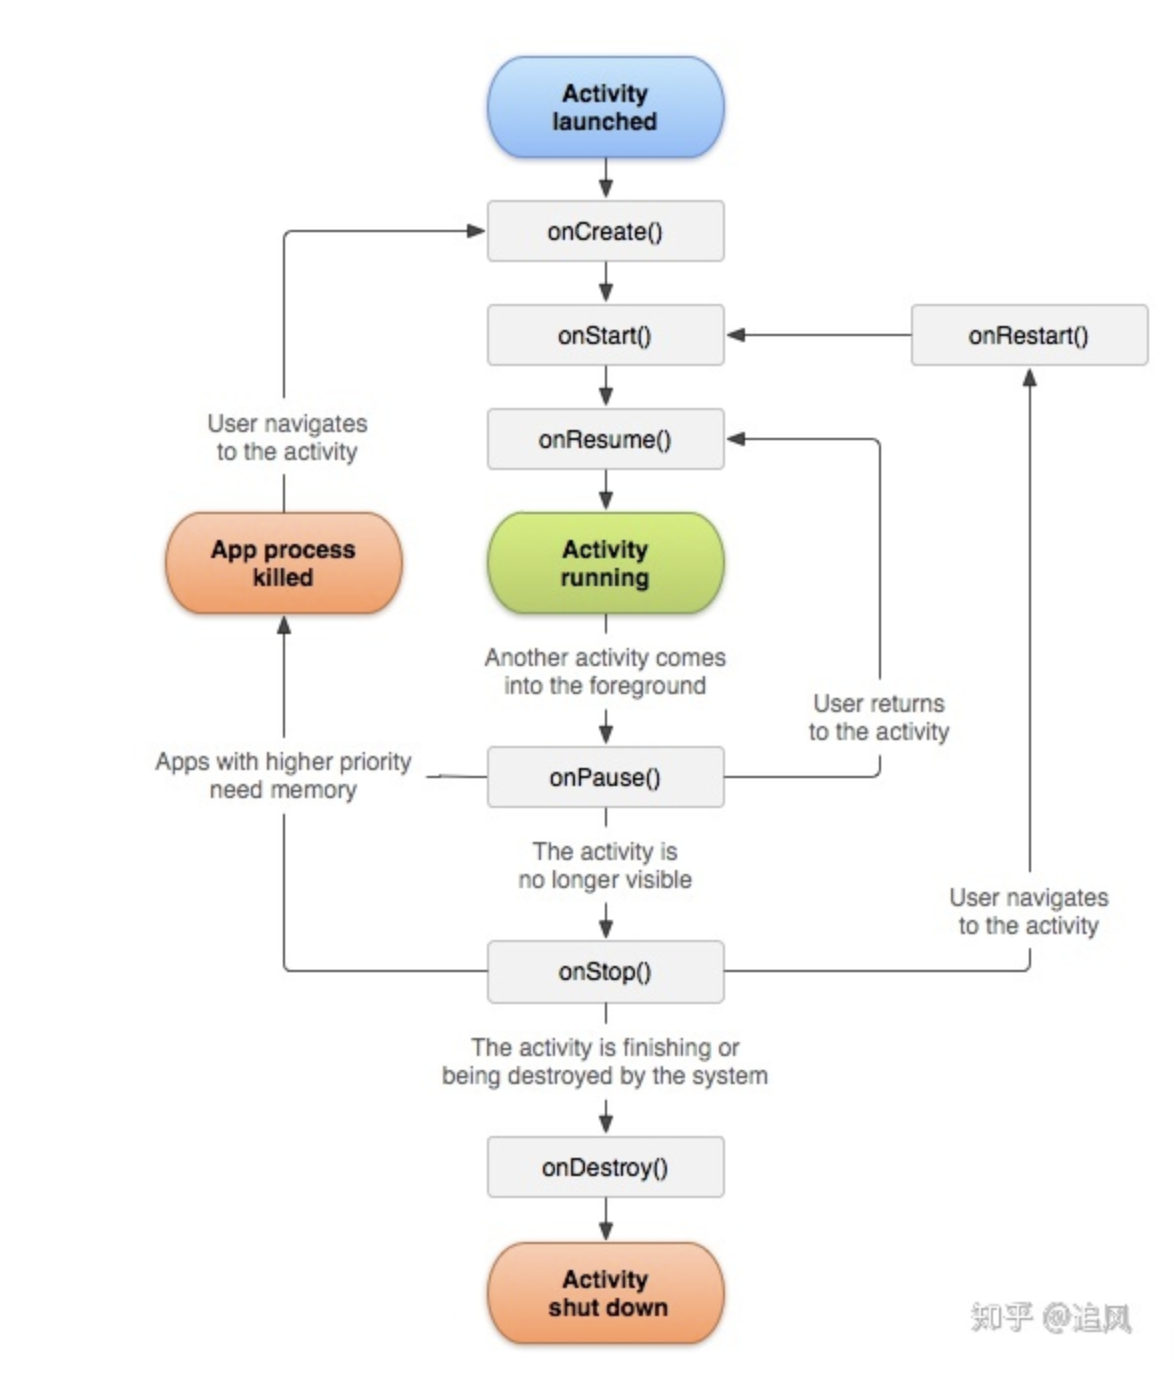 Activity
launched
onCreate()
onStart()
onRestart()
onResume()
User navigates
to the activity
App process
killed
Activity
running
Another activity comes
into the foreground
User returns
to the activity
Apps with higher priority
need memory
onPause()
The activity is
no longer visible
User navigates
to the activity
onStop()
The activity is finishing or
being destroyed by the system
onDestroy()
Activity
shut down
知乎 @追风